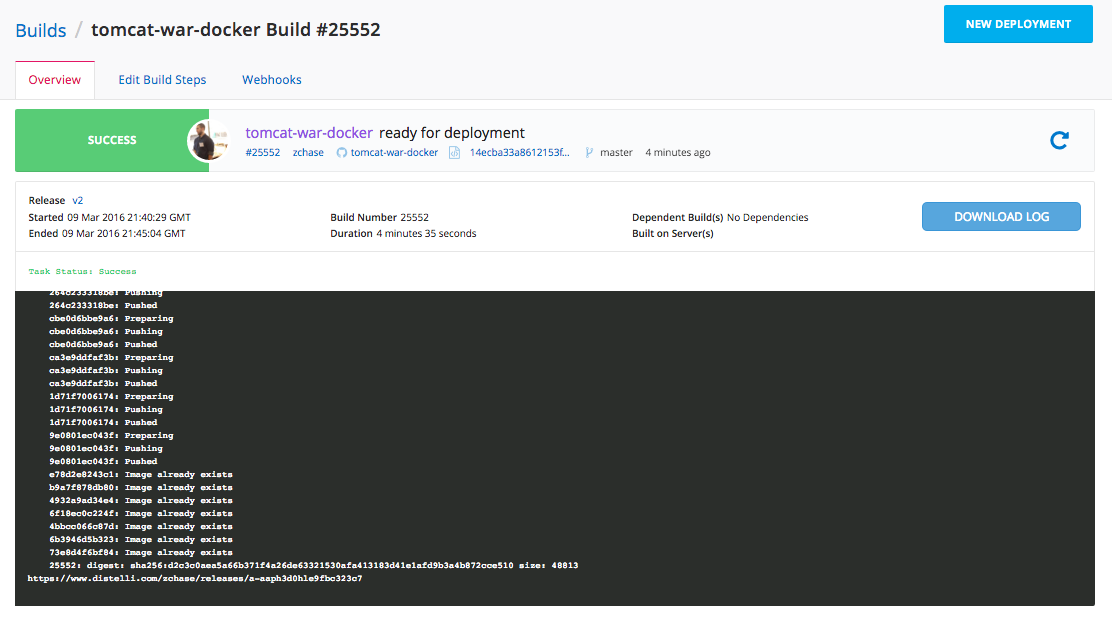 Builds / tomcat-war-docker Build #25552
NEW DEPLOYMENT
Overview Edit Build Steps Webhooks
SUCCESS
tomcat-war-docker ready for deployment
#25552 zchase tomcat-war-docker 14ecba33a8612153f... master 4 minutes ago
Release v2
Started 09 Mar 2016 21:40:29 GMT Build Number 25552 Dependent Build(s) No Dependencies
DOWNLOAD LOG
Ended 09 Mar 2016 21:45:04 GMT Duration 4 minutes 35 seconds Built on Server(s)
Task Status: Success
264c233318be: Pushing
264c233318be: Pushed
cbe0d6bbe9a6: Preparing
cbe0d6bbe9a6: Pushing
cbe0d6bbe9a6: Pushed
ca3e9ddfaf3b: Preparing
ca3e9ddfaf3b: Pushing
ca3e9ddfaf3b: Pushed
1d71f7006174: Preparing
1d71f7006174: Pushing
1d71f7006174: Pushed
9e0801ec043f: Preparing
9e0801ec043f: Pushing
9e0801ec043f: Pushed
e78d2e8243c1: Image already exists
b9a7f878db80: Image already exists
4932a9ad34e4: Image already exists
6f18ec0c224f: Image already exists
4bbcc066c87d: Image already exists
6b3946d5b323: Image already exists
73e8d4f6bf84: Image already exists
25552: digest: sha256:d2c3c0aea5a66b371f4a26de63321530afa413183d41e1afd9b3a4b872cce510 size: 48813
https://www.distelli.com/zchase/releases/a-aaph3d0hle9fbc323c7